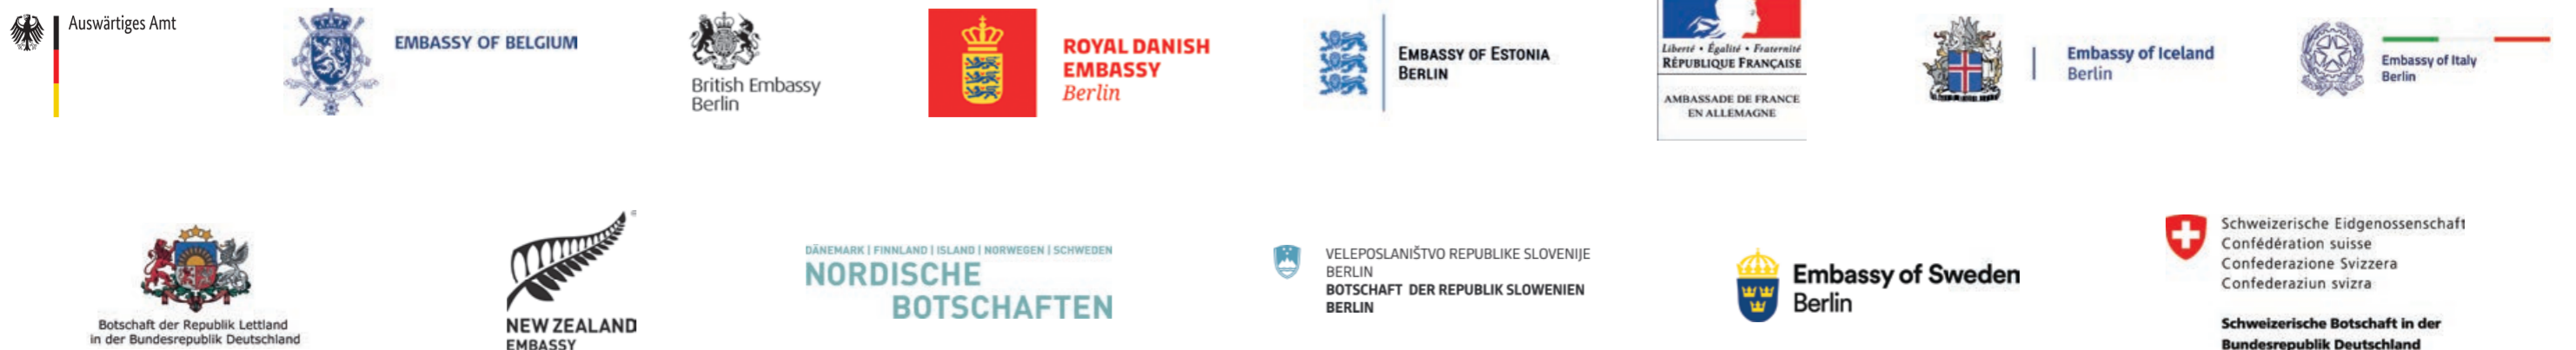 Auswärtiges Amt
EMBASSY OF BELGIUM
British Embassy
Berlin
ROYAL DANISH
EMBASSY
Berlin
EMBASSY OF ESTONIA
BERLIN
Liberté • Égalité • Fraternité
RÉPUBLIQUE FRANÇAISE
AMBASSADE DE FRANCE
EN ALLEMAGNE
Embassy of Iceland
Berlin
Embassy of Italy
Berlin
Botschaft der Republik Lettland
in der Bundesrepublik Deutschland
NEW ZEALAND
EMBASSY
DÄNEMARK | FINNLAND | ISLAND | NORWEGEN | SCHWEDEN
NORDISCHE
BOTSCHAFTEN
VELEPOSLANIŠTVO REPUBLIKE SLOVENIJE
BERLIN
BOTSCHAFT DER REPUBLIK SLOWENIEN
BERLIN
Embassy of Sweden
Berlin
Schweizerische Eidgenossenschaft
Confédération suisse
Confederazione Svizzera
Confederaziun svizra
Schweizerische Botschaft in der
Bundesrepublik Deutschland